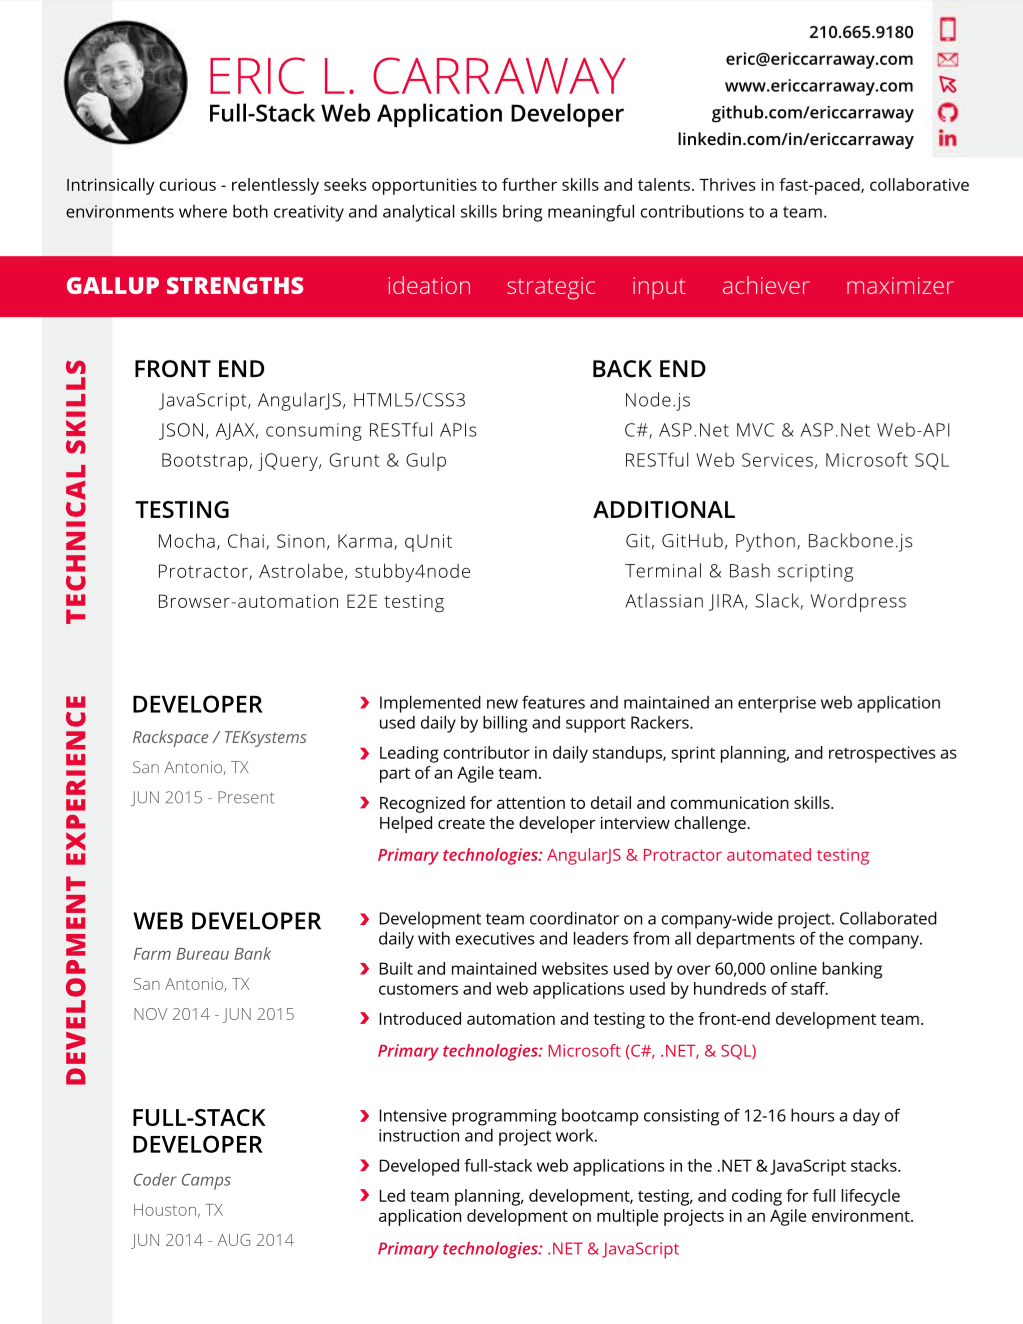 ERIC L. CARRAWAY
Full-Stack Web Application Developer
210.665.9180
eric@ericcarraway.com
www.ericcarraway.com
github.com/ericcarraway
linkedin.com/in/ericcarraway
in
Intrinsically curious - relentlessly seeks opportunities to further skills and talents. Thrives in fast-paced, collaborative
environments where both creativity and analytical skills bring meaningful contributions to a team.
GALLUP STRENGTHS ideation strategic input achiever maximizer
TECHNICAL SKILLS
FRONT END
JavaScript, AngularJS, HTML5/CSS3
JSON, AJAX, consuming RESTful APIs
Bootstrap, jQuery, Grunt & Gulp
BACK END
Node.js
C#, ASP.Net MVC & ASP.Net Web-API
RESTful Web Services, Microsoft SQL
TESTING
Mocha, Chai, Sinon, Karma, qUnit
Protractor, Astrolabe, stubby4node
Browser-automation E2E testing
ADDITIONAL
Git, GitHub, Python, Backbone.js
Terminal & Bash scripting
Atlassian JIRA, Slack, Wordpress
DEVELOPMENT EXPERIENCE
DEVELOPER
Rackspace / TEKsystems
San Antonio, TX
JUN 2015 - Present
Implemented new features and maintained an enterprise web application
used daily by billing and support Rackers.
Leading contributor in daily standups, sprint planning, and retrospectives as
part of an Agile team.
Recognized for attention to detail and communication skills.
Helped create the developer interview challenge.
Primary technologies: AngularJS & Protractor automated testing
WEB DEVELOPER
Farm Bureau Bank
San Antonio, TX
NOV 2014 - JUN 2015
Development team coordinator on a company-wide project. Collaborated
daily with executives and leaders from all departments of the company.
Built and maintained websites used by over 60,000 online banking
customers and web applications used by hundreds of staff.
Introduced automation and testing to the front-end development team.
Primary technologies: Microsoft (C#, .NET, & SQL)
FULL-STACK
DEVELOPER
Coder Camps
Houston, TX
JUN 2014 - AUG 2014
Intensive programming bootcamp consisting of 12-16 hours a day of
instruction and project work.
Developed full-stack web applications in the .NET & JavaScript stacks.
Led team planning, development, testing, and coding for full lifecycle
application development on multiple projects in an Agile environment.
Primary technologies: .NET & JavaScript